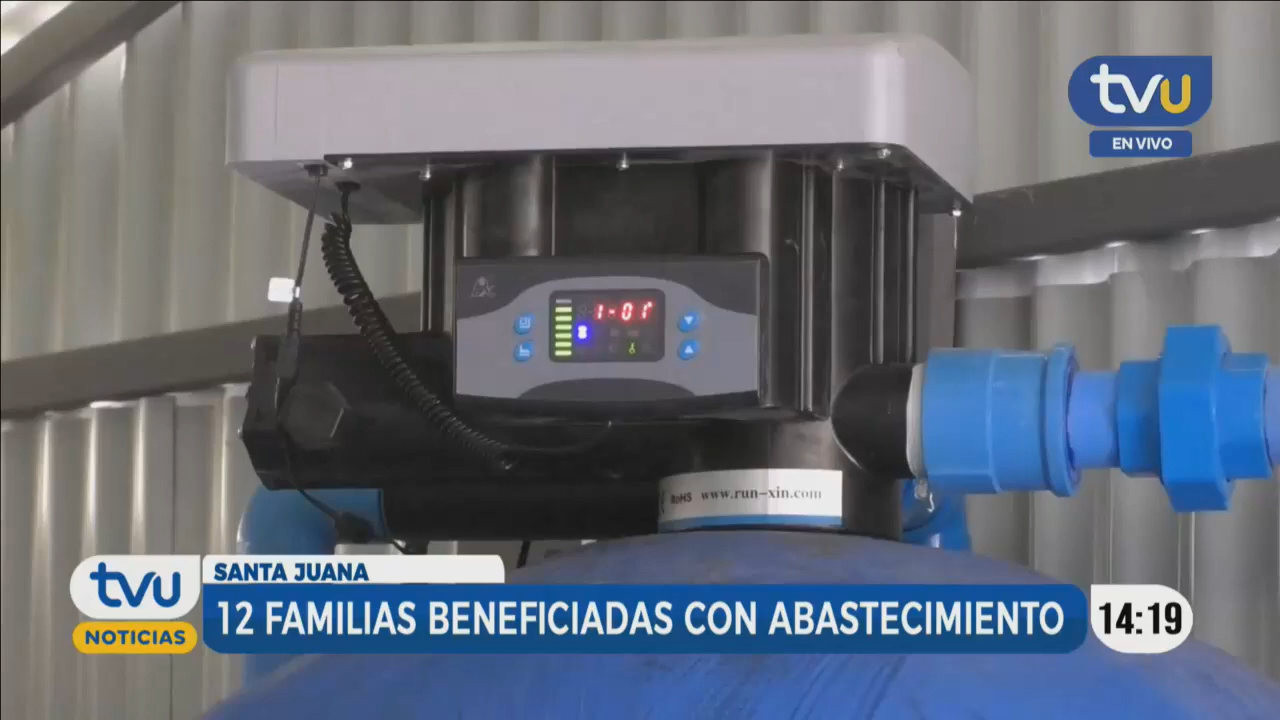 tvu
EN VIVO
1-01
RoHS www.run-xin.com
tvu
NOTICIAS
SANTA JUANA
12 FAMILIAS BENEFICIADAS CON ABASTECIMIENTO
14:19